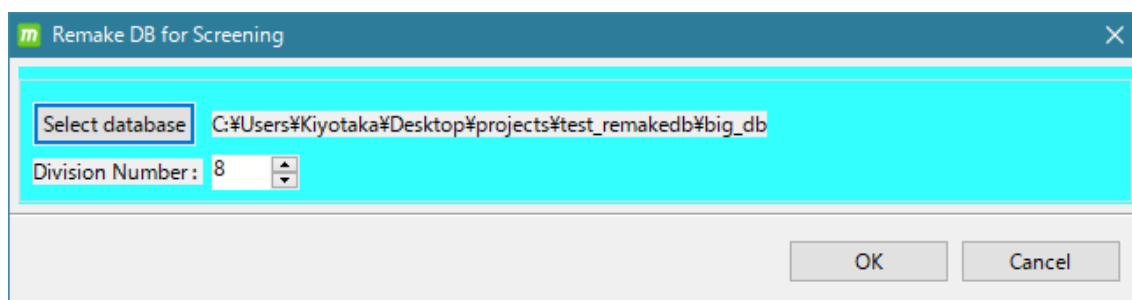 m Remake DB for Screening
Select database C:¥Users¥Kiyotaka¥Desktop¥projects¥test_remakedb¥big_db
Division Number : 8
OK Cancel